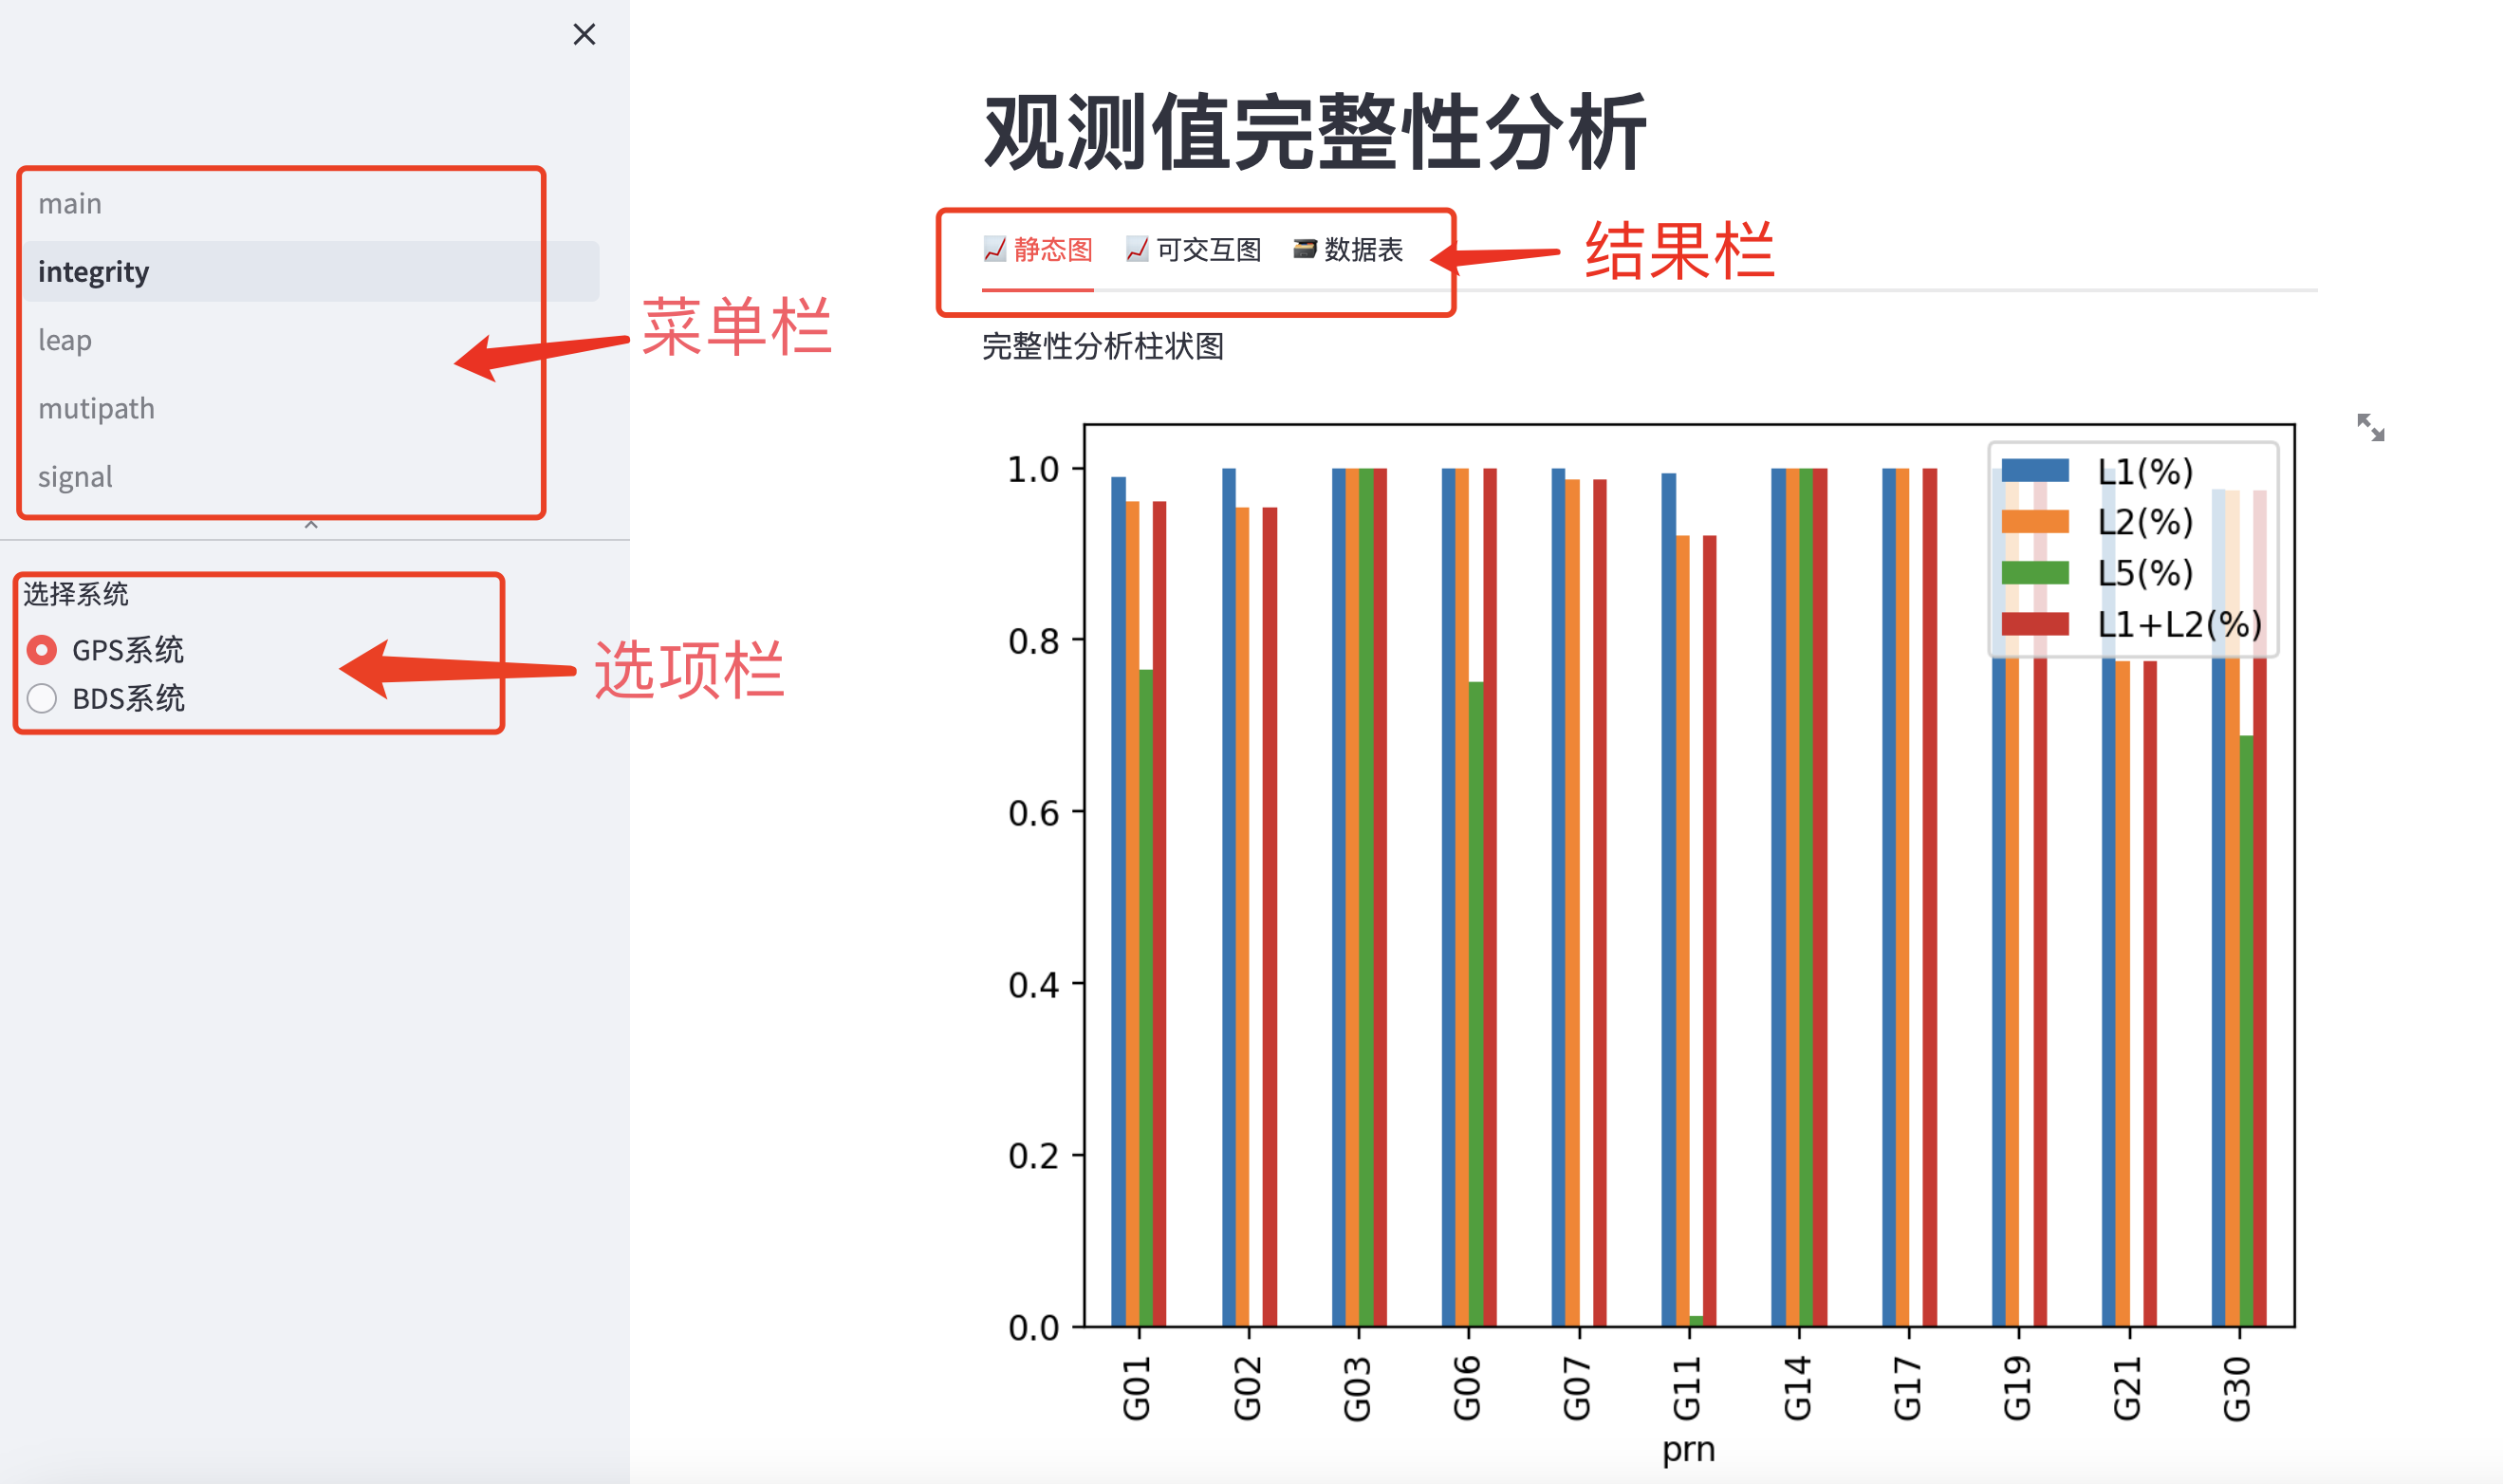 main
integrity
leap
mutipath
signal
菜单栏
选择系统
GPS系统
BDS系统
选项栏
观测值完整性分析
静态图 可交互图 数据表
结果栏
完整性分析柱状图
L1(%)
L2(%)
L5(%)
L1+L2(%)
1.0
0.8
0.6
0.4
0.2
0.0
G01 G02 G03 G06 G07 G11 G14 G17 G19 G21 G30
prn